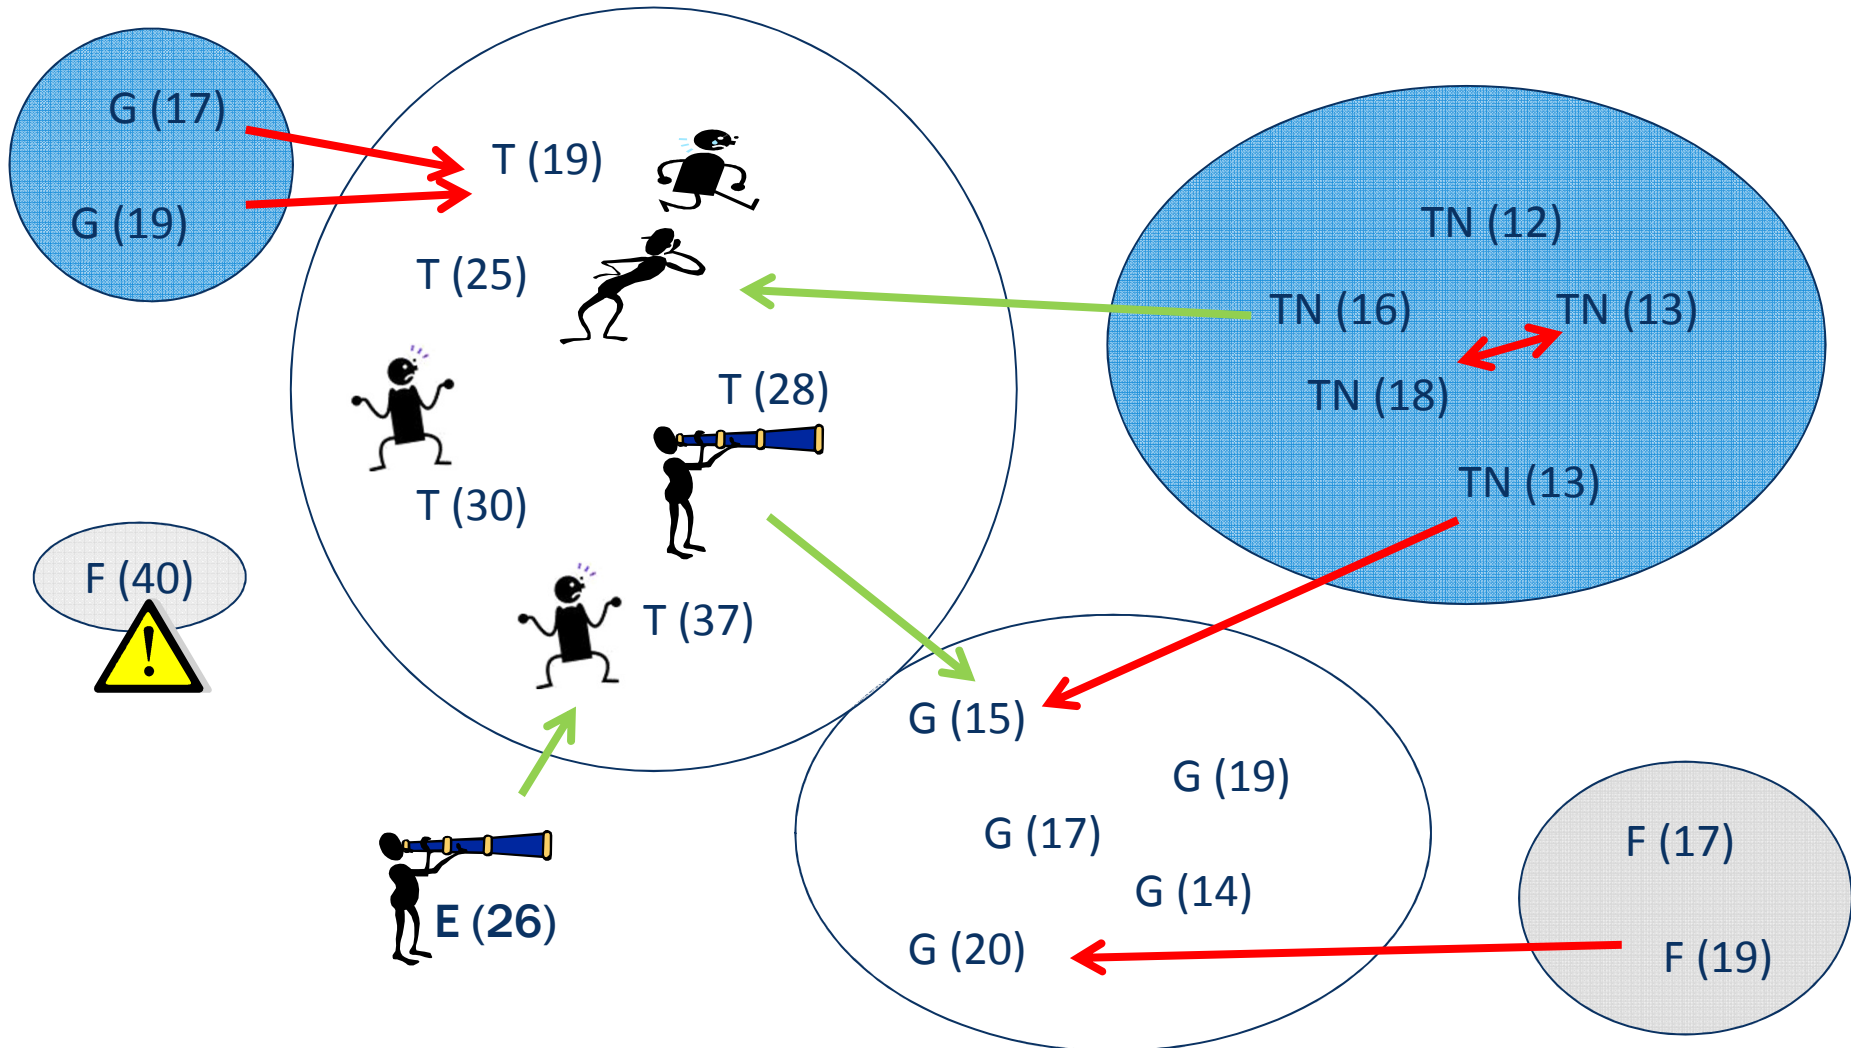 G (17)
G (19)
T (19)
T (25)
T (28)
T (30)
T (37)
TN (12)
TN (16)
TN (13)
TN (18)
TN (13)
F (40)
!
E (26)
G (15)
G (19)
G (17)
G (14)
G (20)
F (17)
F (19)